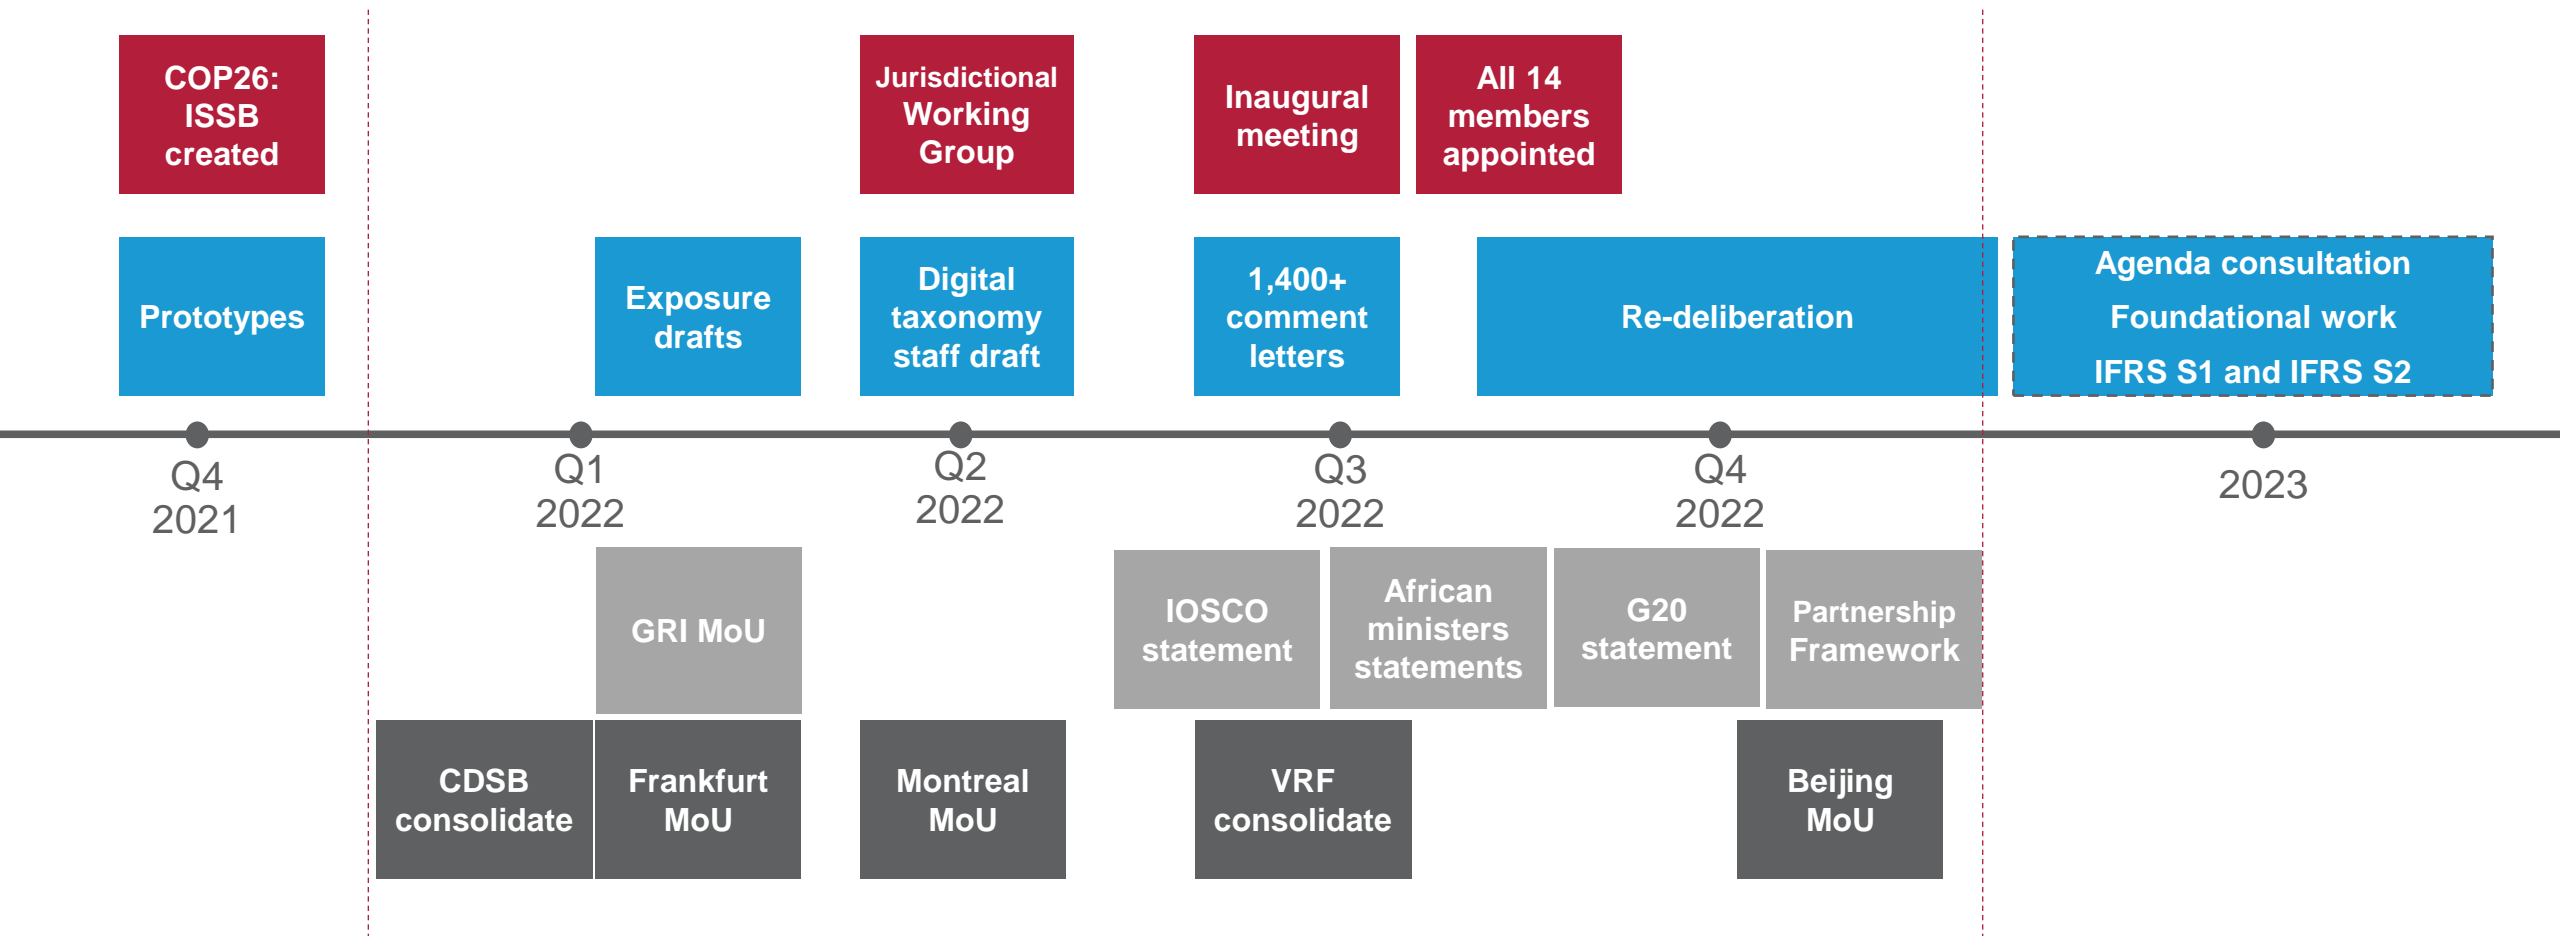 COP26:
ISSB
created
Jurisdictional
Working
Group
Inaugural
meeting
All 14
members
appointed
Prototypes
Exposure
drafts
Digital
taxonomy
staff draft
1,400+
comment
letters
Re-deliberation
Agenda consultation
Foundational work
IFRS S1 and IFRS S2
Q4
2021
Q1
2022
Q2
2022
Q3
2022
Q4
2022
2023
GRI MoU
IOSCO
statement
African
ministers
statements
G20
statement
Partnership
Framework
CDSB
consolidate
Frankfurt
MoU
Montreal
MoU
VRF
consolidate
Beijing
MoU